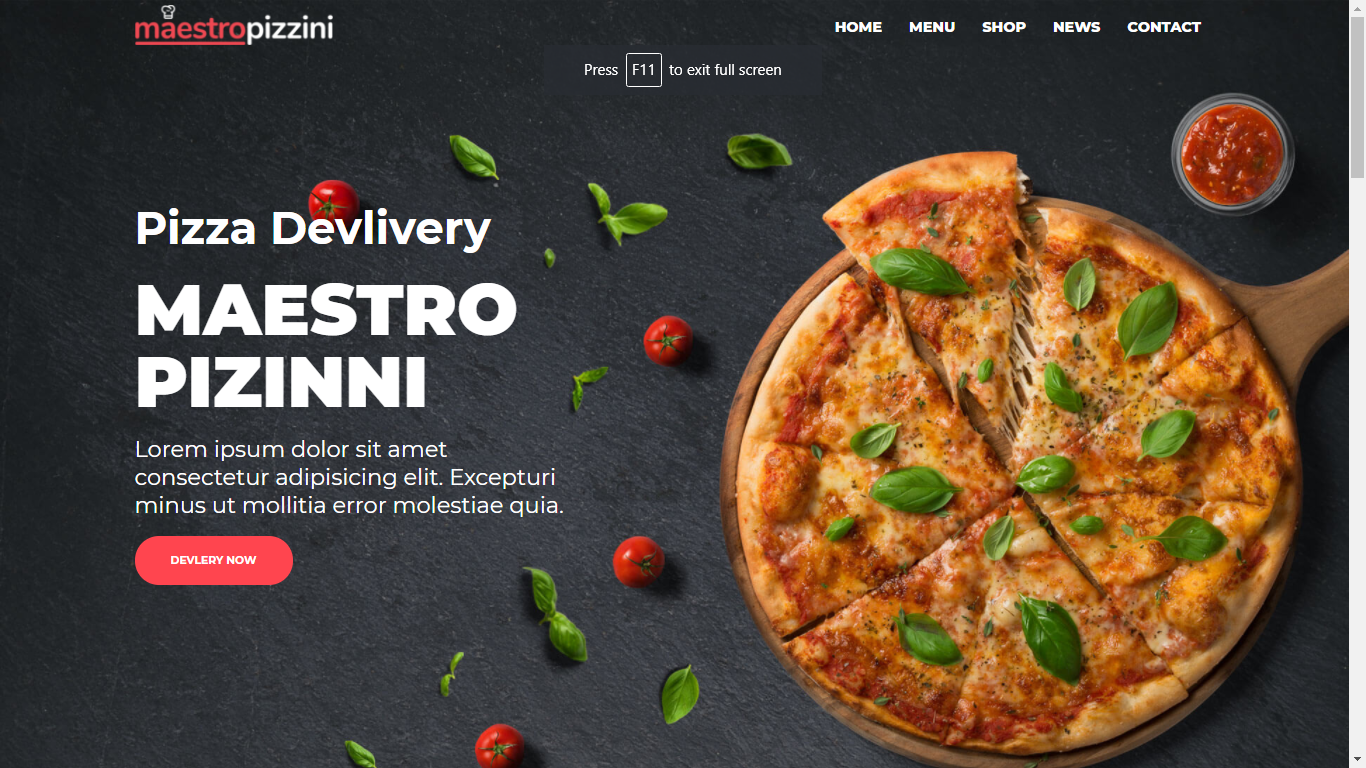 maestropizzini
HOME MENU SHOP NEWS CONTACT
Press F11 to exit full screen
Pizza Devlivery
MAESTRO
PIZINNI
Lorem ipsum dolor sit amet
consectetur adipisicing elit. Excepturi
minus ut mollitia error molestiae quia.
DEVLERY NOW